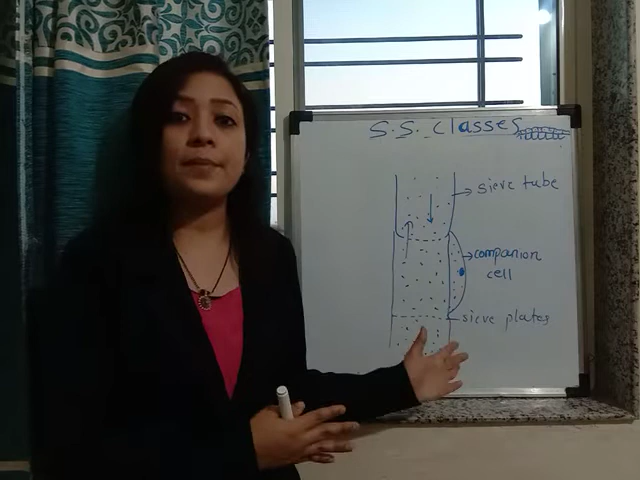 S.S. Classes
sieve tube
companion
cell
sieve plates